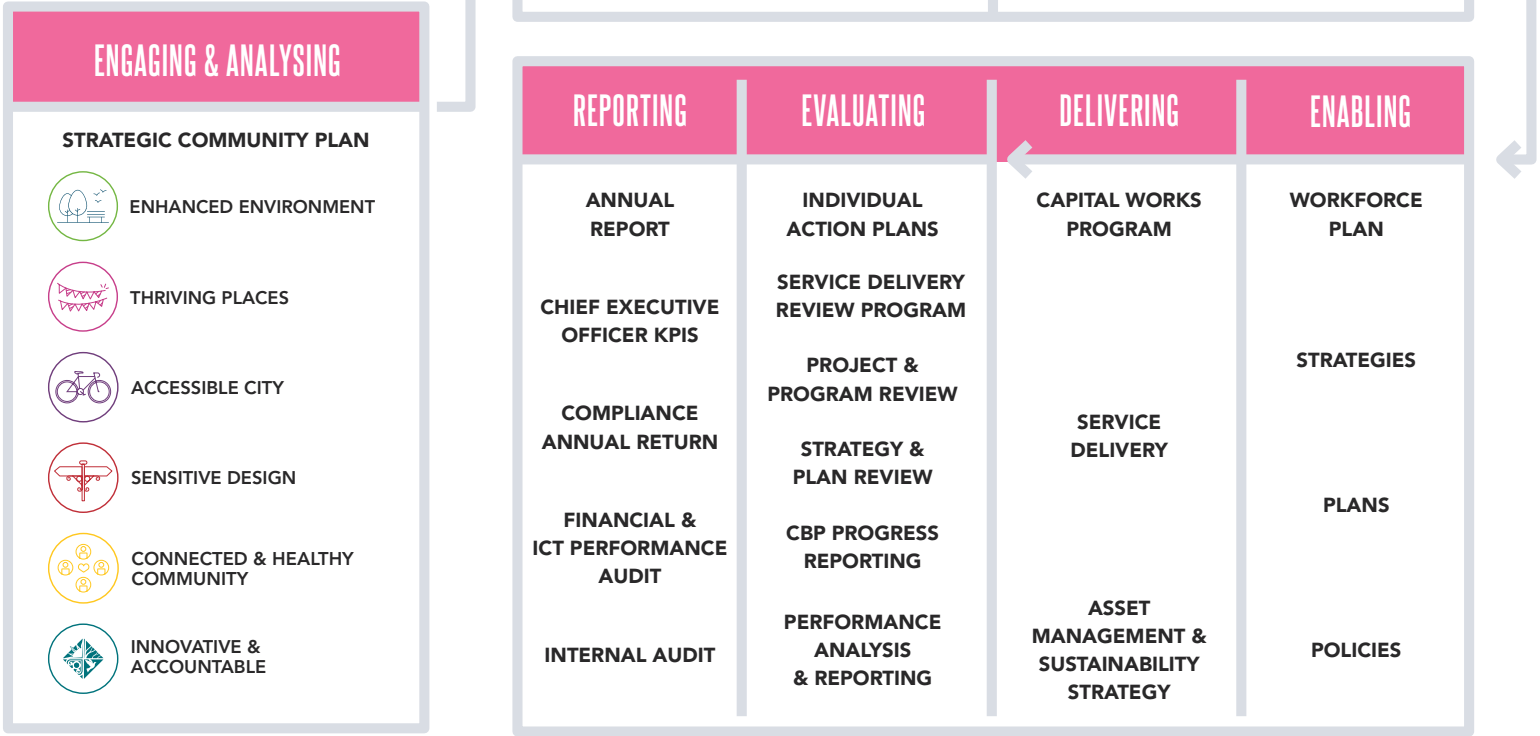 ENGAGING & ANALYSING
STRATEGIC COMMUNITY PLAN
ENHANCED ENVIRONMENT
THRIVING PLACES
ACCESSIBLE CITY
SENSITIVE DESIGN
CONNECTED & HEALTHY
COMMUNITY
INNOVATIVE &
ACCOUNTABLE
REPORTING
ANNUAL
REPORT
CHIEF EXECUTIVE
OFFICER KPIS
COMPLIANCE
ANNUAL RETURN
FINANCIAL &
ICT PERFORMANCE
AUDIT
INTERNAL AUDIT
EVALUATING
INDIVIDUAL
ACTION PLANS
SERVICE DELIVERY
REVIEW PROGRAM
PROJECT &
PROGRAM REVIEW
STRATEGY &
PLAN REVIEW
CBP PROGRESS
REPORTING
PERFORMANCE
ANALYSIS
& REPORTING
DELIVERING
CAPITAL WORKS
PROGRAM
SERVICE
DELIVERY
ASSET
MANAGEMENT &
SUSTAINABILITY
STRATEGY
ENABLING
WORKFORCE
PLAN
STRATEGIES
PLANS
POLICIES